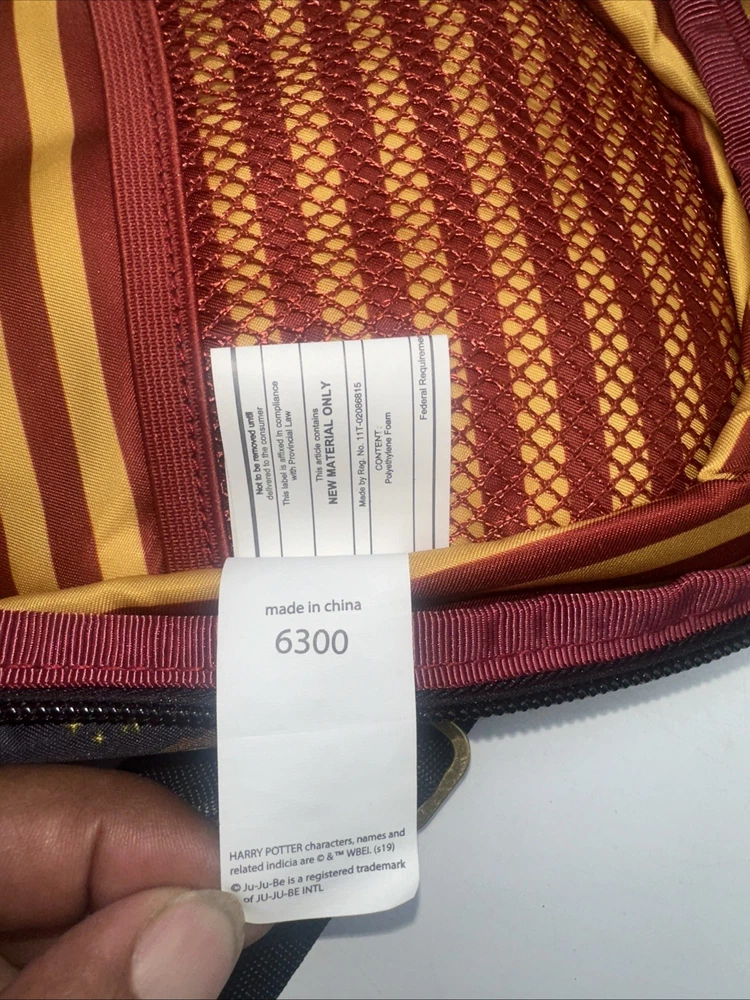 Not to be removed until
delivered to the consumer
This label is affixed in compliance
with Provincial Law
This article contains
NEW MATERIAL ONLY
Made by Reg. No. 11T-02086815
CONTENT:
Polyethylene Foam
Federal Requireme
made in china
6300
HARRY POTTER characters, names and
related indicia are © & ™ WBEI. (s19)
© Ju-Ju-Be is a registered trademark
of JU-JU-BE INTL